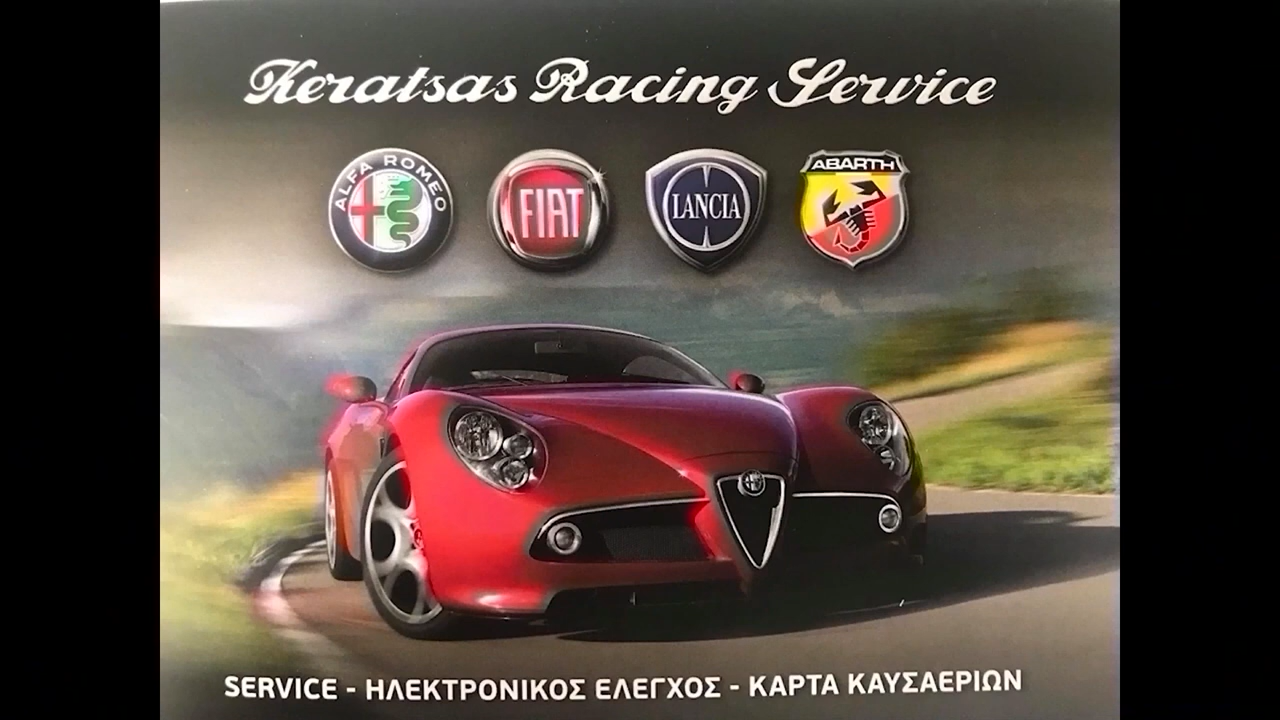 Keratsas Racing Service
ALFA ROMEO
FIAT
LANCIA
ABARTH
SERVICE - ΗΛΕΚΤΡΟΝΙΚΟΣ ΕΛΕΓΧΟΣ - ΚΑΡΤΑ ΚΑΥΣΑΕΡΙΩΝ